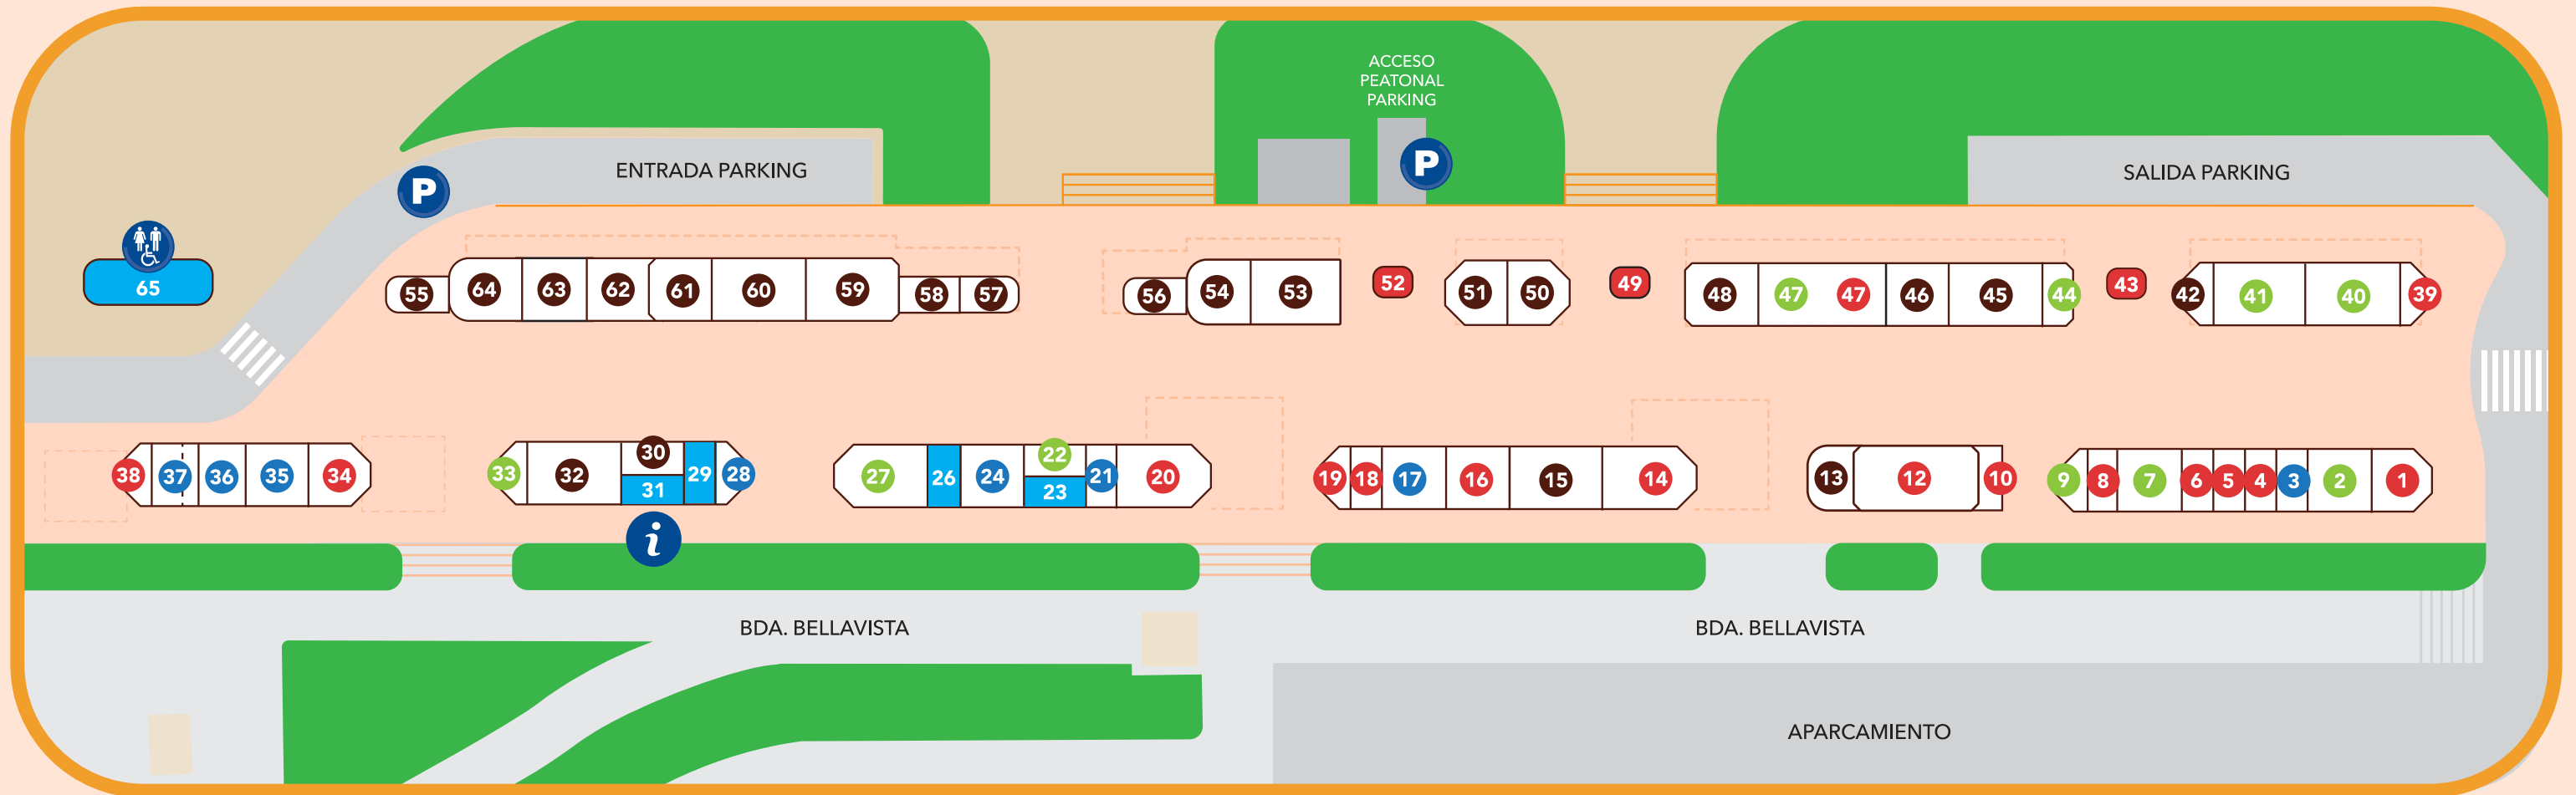 ACCESO
PEATONAL
PARKING
P
P
ENTRADA PARKING
SALIDA PARKING
65
55 64 63 62 61 60 59 58 57
56 54 53
52
51 50
49
48 47 47 46 45 44
43
42 41 40 39
38 37 36 35 34
33 32 30 31 29 28
27 26 24 22 23 21 20
19 18 17 16 15 14
13 12 10
9 8 7 6 5 4 3 2 1
i
BDA. BELLAVISTA
BDA. BELLAVISTA
APARCAMIENTO